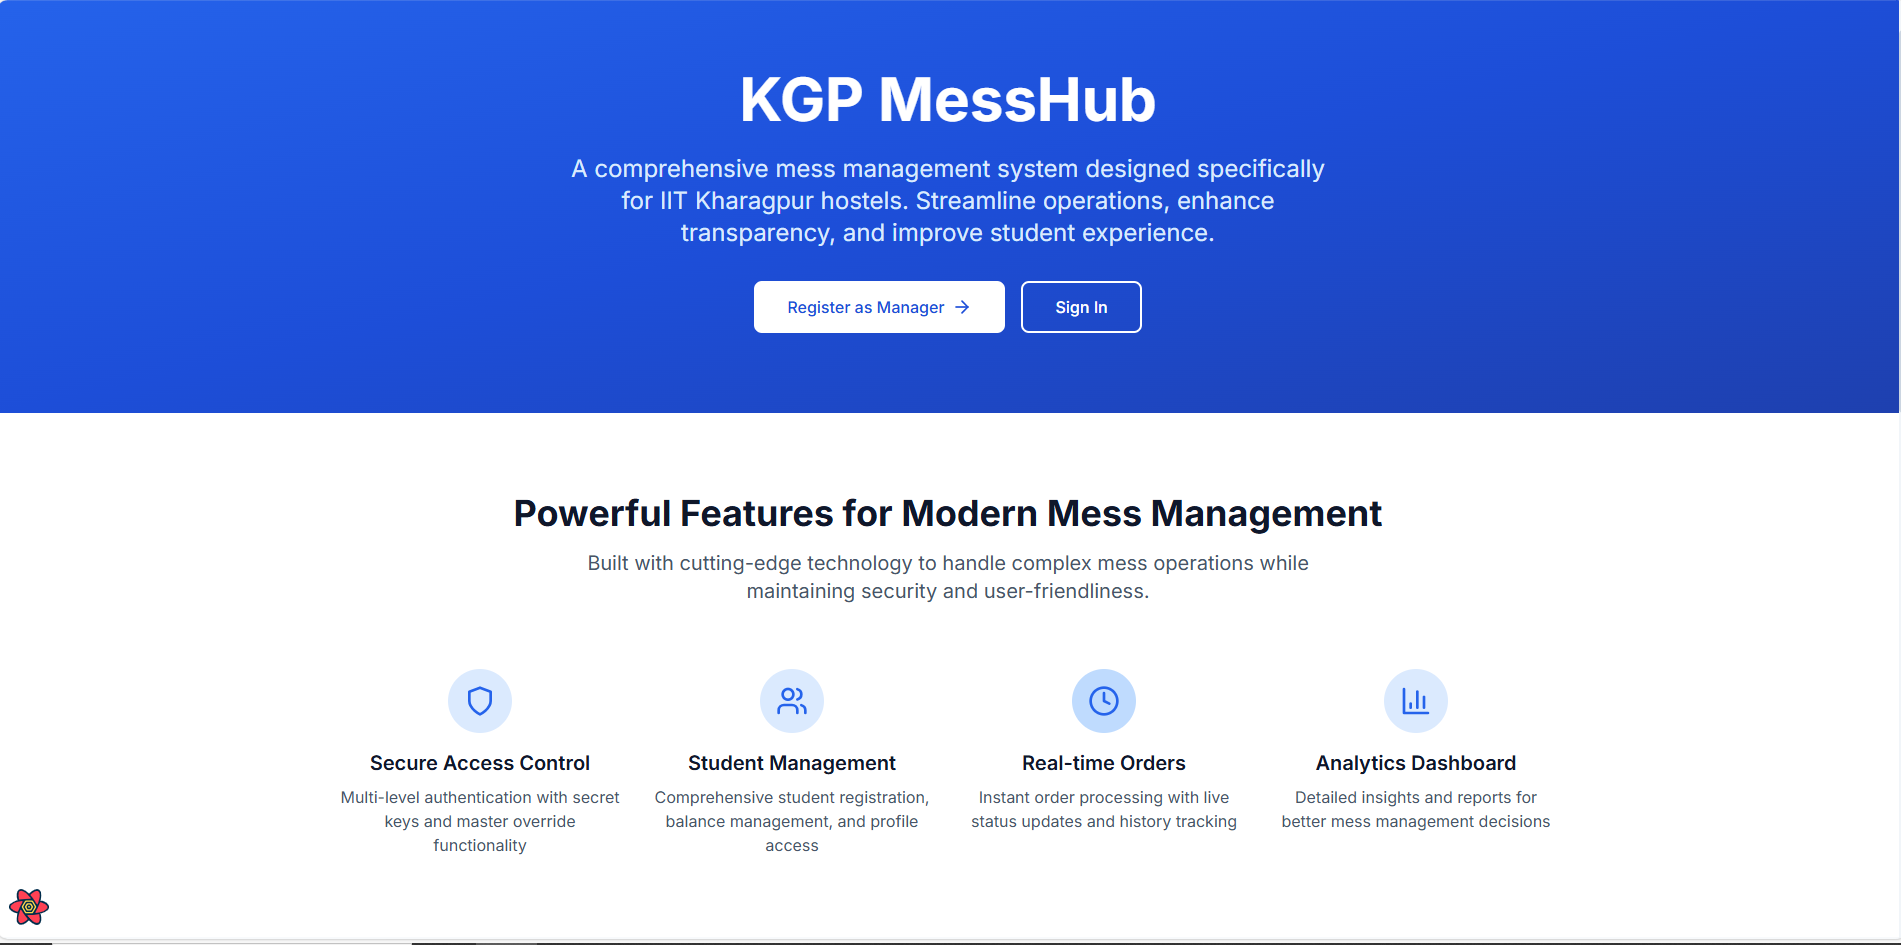 KGP MessHub
A comprehensive mess management system designed specifically
for IIT Kharagpur hostels. Streamline operations, enhance
transparency, and improve student experience.
Register as Manager
Sign In
Powerful Features for Modern Mess Management
Built with cutting-edge technology to handle complex mess operations while
maintaining security and user-friendliness.
Secure Access Control
Multi-level authentication with secret
keys and master override
functionality
Student Management
Comprehensive student registration,
balance management, and profile
access
Real-time Orders
Instant order processing with live
status updates and history tracking
Analytics Dashboard
Detailed insights and reports for
better mess management decisions